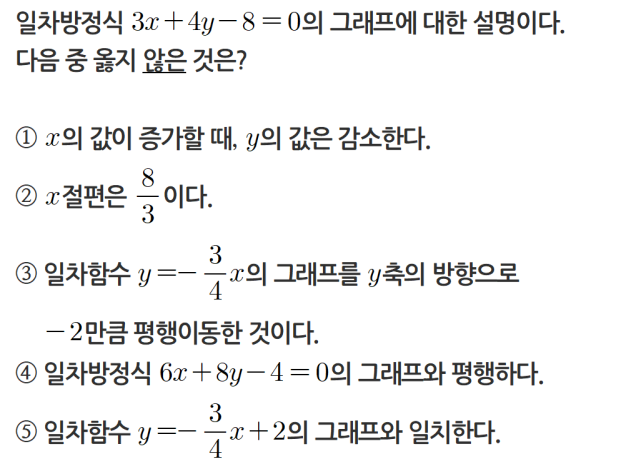 일차방정식 3x+4y−8=0의 그래프에 대한 설명이다.
다음 중 옳지 않은 것은?
① x의 값이 증가할 때, y의 값은 감소한다.
② x절편은 8/3이다.
③ 일차함수 y=−3/4x의 그래프를 y축의 방향으로
−2만큼 평행이동한 것이다.
④ 일차방정식 6x+8y−4=0의 그래프와 평행하다.
⑤ 일차함수 y=−3/4x+2의 그래프와 일치한다.